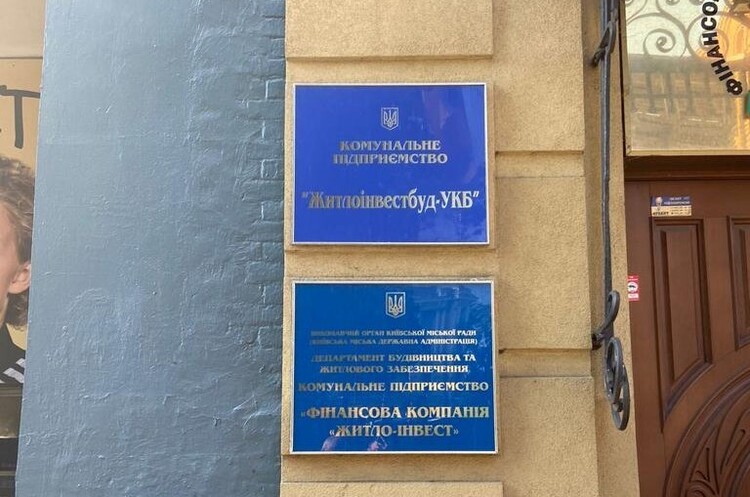 КОМУНАЛЬНЕ
ПІДПРИЄМСТВО
"Житлоінвестбуд-УКБ"
ВИКОНАВЧИЙ ОРГАН КИЇВСЬКОЇ МІСЬКОЇ РАДИ
(КИЇВСЬКА МІСЬКА ДЕРЖАВНА АДМІНІСТРАЦІЯ)
ДЕПАРТАМЕНТ БУДІВНИЦТВА ТА
ЖИТЛОВОГО ЗАБЕЗПЕЧЕННЯ
КОМУНАЛЬНЕ ПІДПРИЄМСТВО
«ФІНАНСОВА КОМПАНІЯ
«ЖИТЛО-ІНВЕСТ»